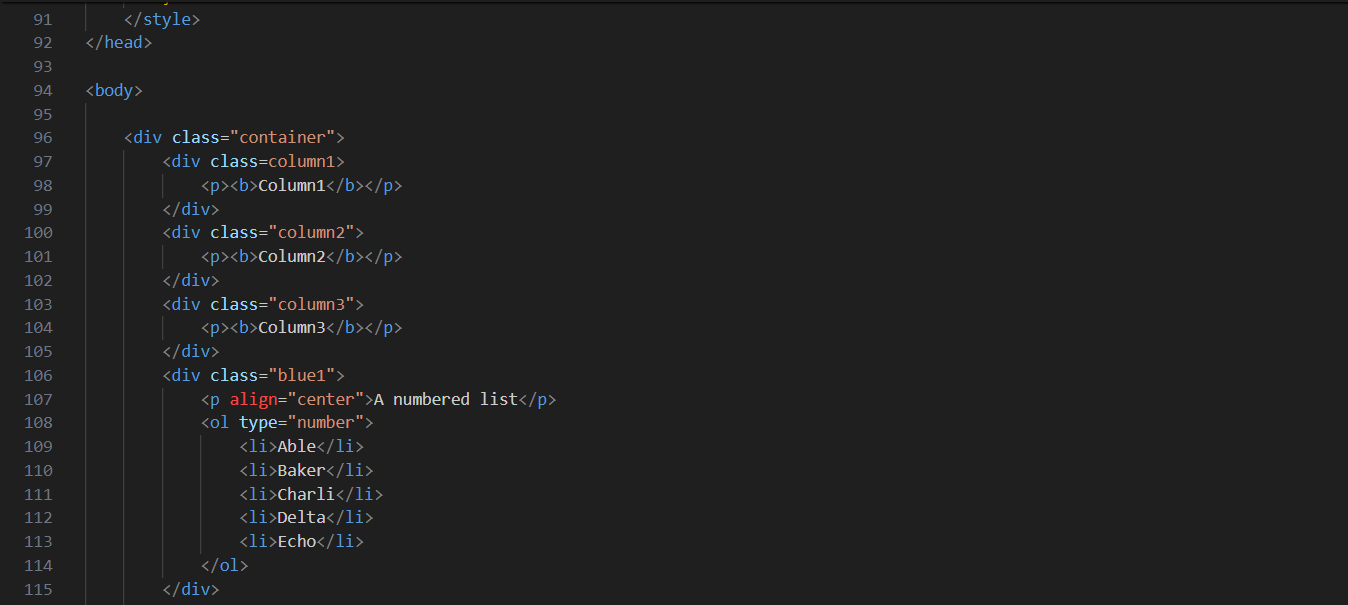 91 </style>
92 </head>
93
94 <body>
95
96 <div class="container">
97 <div class=column1>
98 <p><b>Column1</b></p>
99 </div>
100 <div class="column2">
101 <p><b>Column2</b></p>
102 </div>
103 <div class="column3">
104 <p><b>Column3</b></p>
105 </div>
106 <div class="blue1">
107 <p align="center">A numbered list</p>
108 <ol type="number">
109 <li>Able</li>
110 <li>Baker</li>
111 <li>Charli</li>
112 <li>Delta</li>
113 <li>Echo</li>
114 </ol>
115 </div>